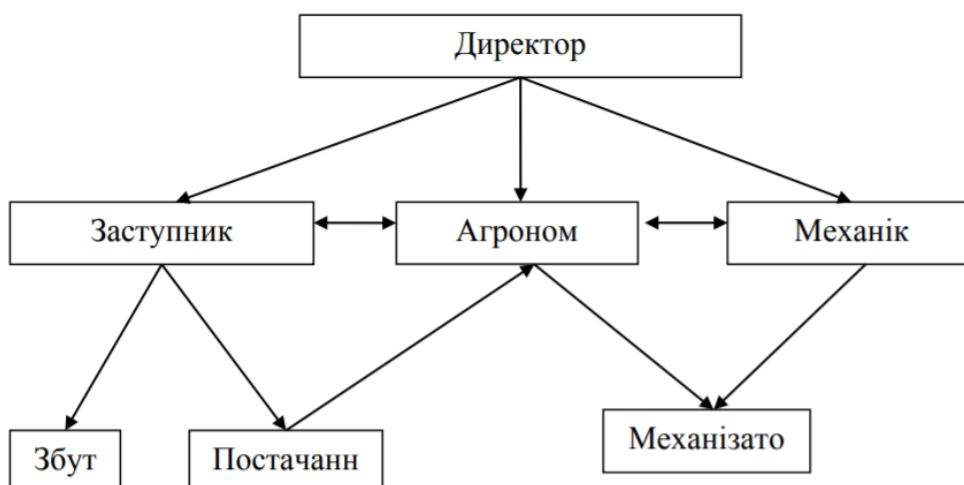 Директор
Заступник
Агроном
Механік
Збут
Постачанн
Механізато